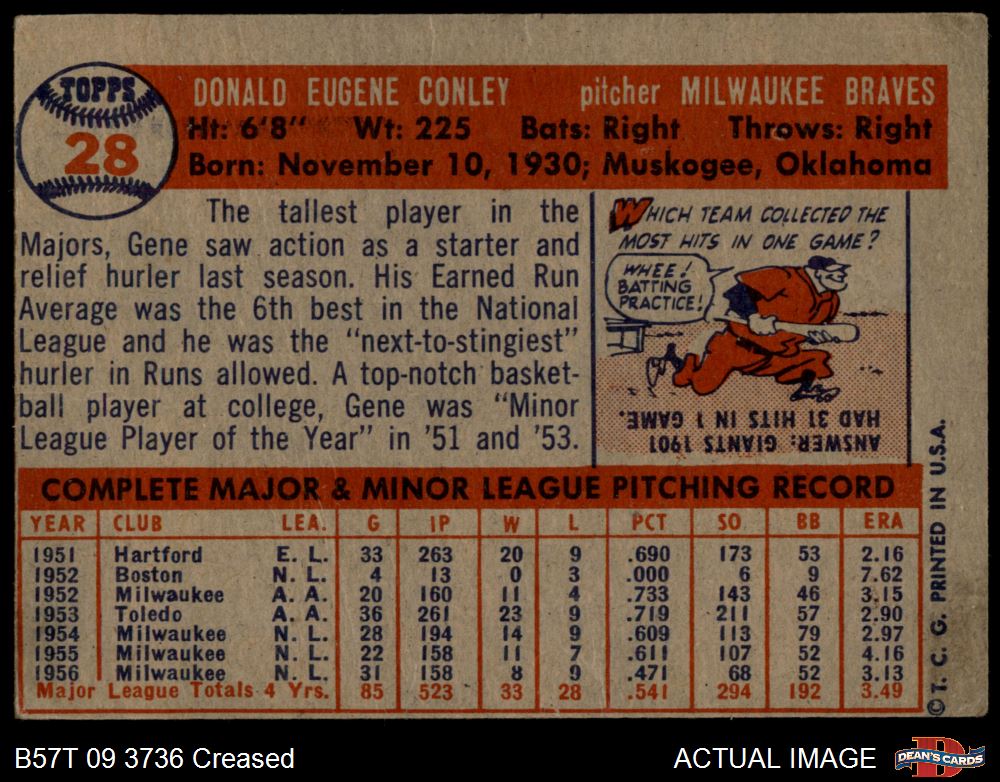 TOPPS
28
DONALD EUGENE CONLEY pitcher MILWAUKEE BRAVES
Ht: 6'8" Wt: 225 Bats: Right Throws: Right
Born: November 10, 1930; Muskogee, Oklahoma
The tallest player in the
Majors, Gene saw action as a starter and
relief hurler last season. His Earned Run
Average was the 6th best in the National
League and he was the "next-to-stingiest"
hurler in Runs allowed. A top-notch basket-
ball player at college, Gene was "Minor
League Player of the Year" in '51 and '53.
WHICH TEAM COLLECTED THE
MOST HITS IN ONE GAME?
WHEE!
BATTING
PRACTICE!
ANSWER: GIANTS 1901
HAD 31 HITS IN 1 GAME.
COMPLETE MAJOR & MINOR LEAGUE PITCHING RECORD
YEAR CLUB LEA. G IP W L PCT SO BB ERA
1951 Hartford E. L. 33 263 20 9 .690 173 53 2.16
1952 Boston N. L. 4 13 0 3 .000 6 9 7.62
1952 Milwaukee A. A. 20 160 11 4 .733 143 46 3.15
1953 Toledo A. A. 36 261 23 9 .719 211 57 2.90
1954 Milwaukee N. L. 28 194 14 9 .609 113 79 2.97
1955 Milwaukee N. L. 22 158 11 7 .611 107 52 4.16
1956 Milwaukee N. L. 31 158 8 9 .471 68 52 3.13
Major League Totals 4 Yrs. 85 523 33 28 .541 294 192 3.49
© T. C. G. PRINTED IN U.S.A.
B57T 09 3736 Creased
ACTUAL IMAGE
DEAN'S CARDS